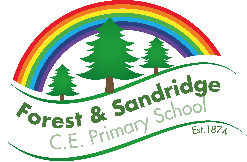 Forest & Sandridge
C.E. Primary School
Est.1874